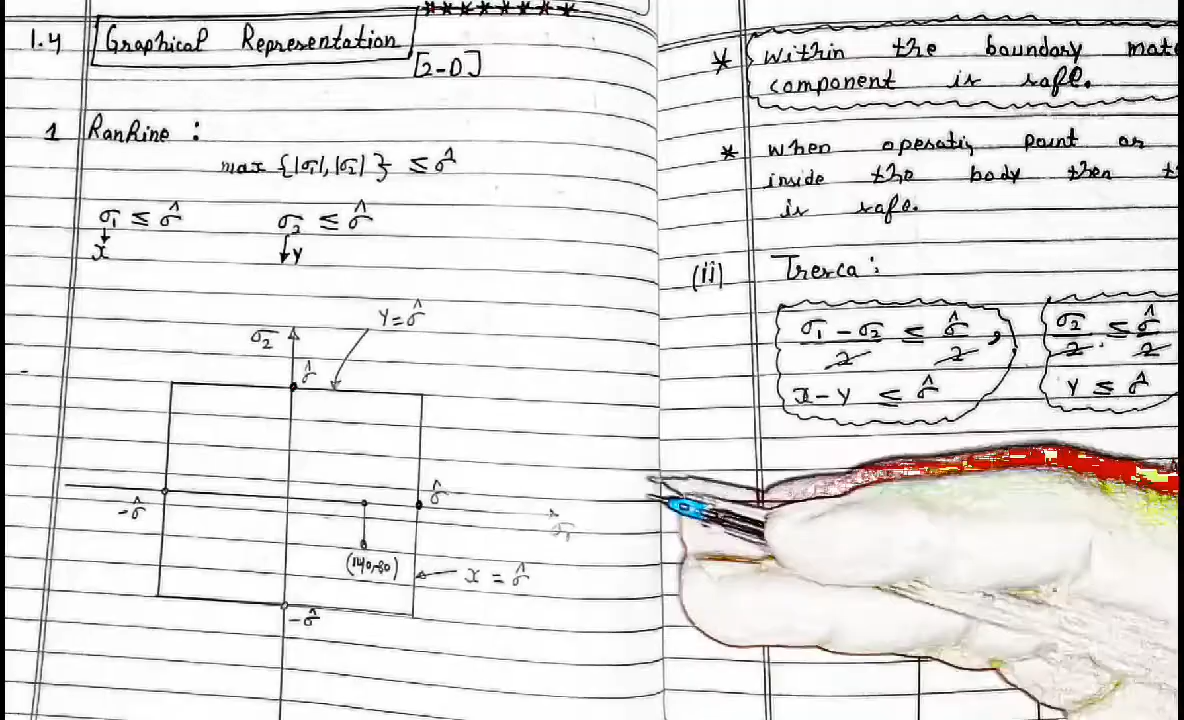 *******
1.4 Graphical Representation
[2-D]
1 Rankine :
max {|σ1|, |σ2|} ≤ σ̂
σ1 ≤ σ̂ σ2 ≤ σ̂
x y
σ2
Y = σ̂
σ̂
-σ̂
σ̂
σ1
(140,-80)
x = σ̂
-σ̂
* Within the boundary
component is safe.
* When operating point or
inside the body then
is safe.
(ii) Tresca :
σ1 - σ2 / 2 ≤ σ̂ / 2 , σ2 / 2 ≤ σ̂ / 2
x - y ≤ σ̂ Y ≤ σ̂